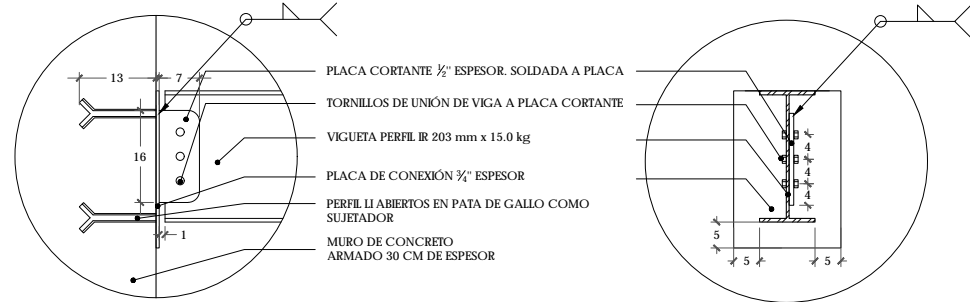 13
7
PLACA CORTANTE ½" ESPESOR. SOLDADA A PLACA
TORNILLOS DE UNIÓN DE VIGA A PLACA CORTANTE
VIGUETA PERFIL IR 203 mm x 15.0 kg
16
PLACA DE CONEXIÓN ¾" ESPESOR
PERFIL LI ABIERTOS EN PATA DE GALLO COMO
SUJETADOR
1
MURO DE CONCRETO
ARMADO 30 CM DE ESPESOR
4
4
4
5
5
5